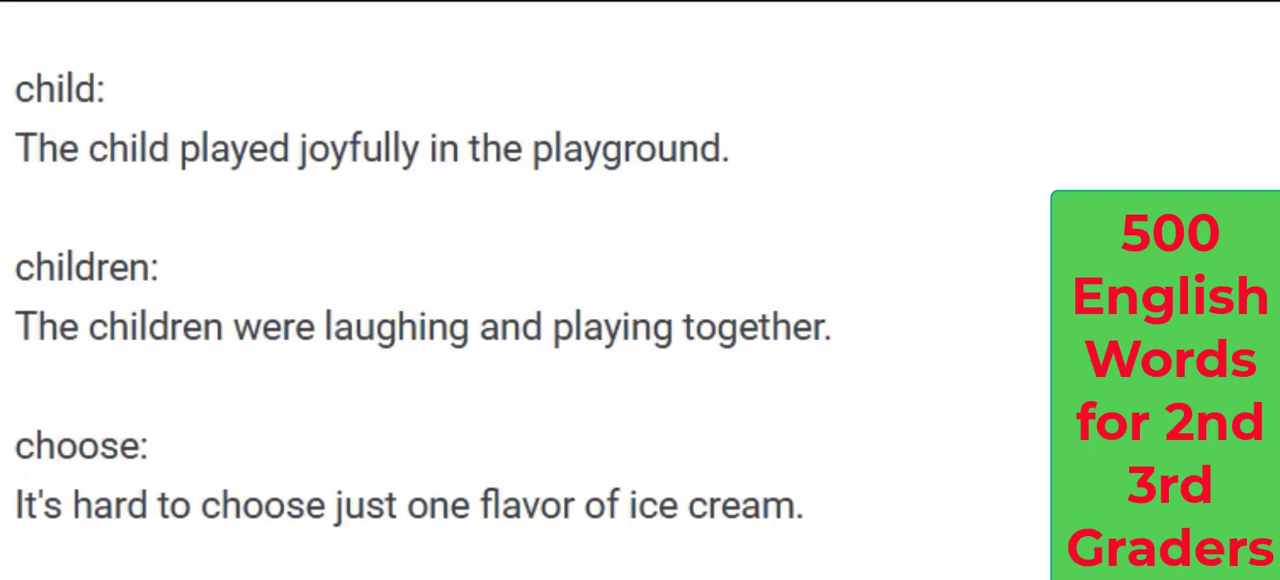 child:
The child played joyfully in the playground.
children:
The children were laughing and playing together.
choose:
It's hard to choose just one flavor of ice cream.
500
English
Words
for 2nd
3rd
Graders